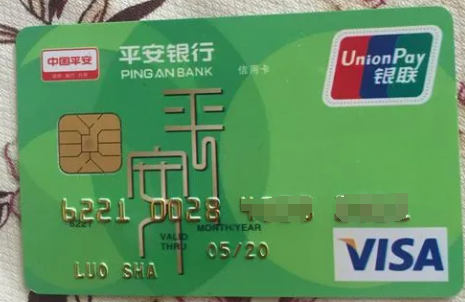 中国平安
平安银行
PING AN BANK
信用卡
UnionPay
银联
平安
6221 0028
6221
MONTH/YEAR
VALID
THRU
05/20
LUO SHA
VISA